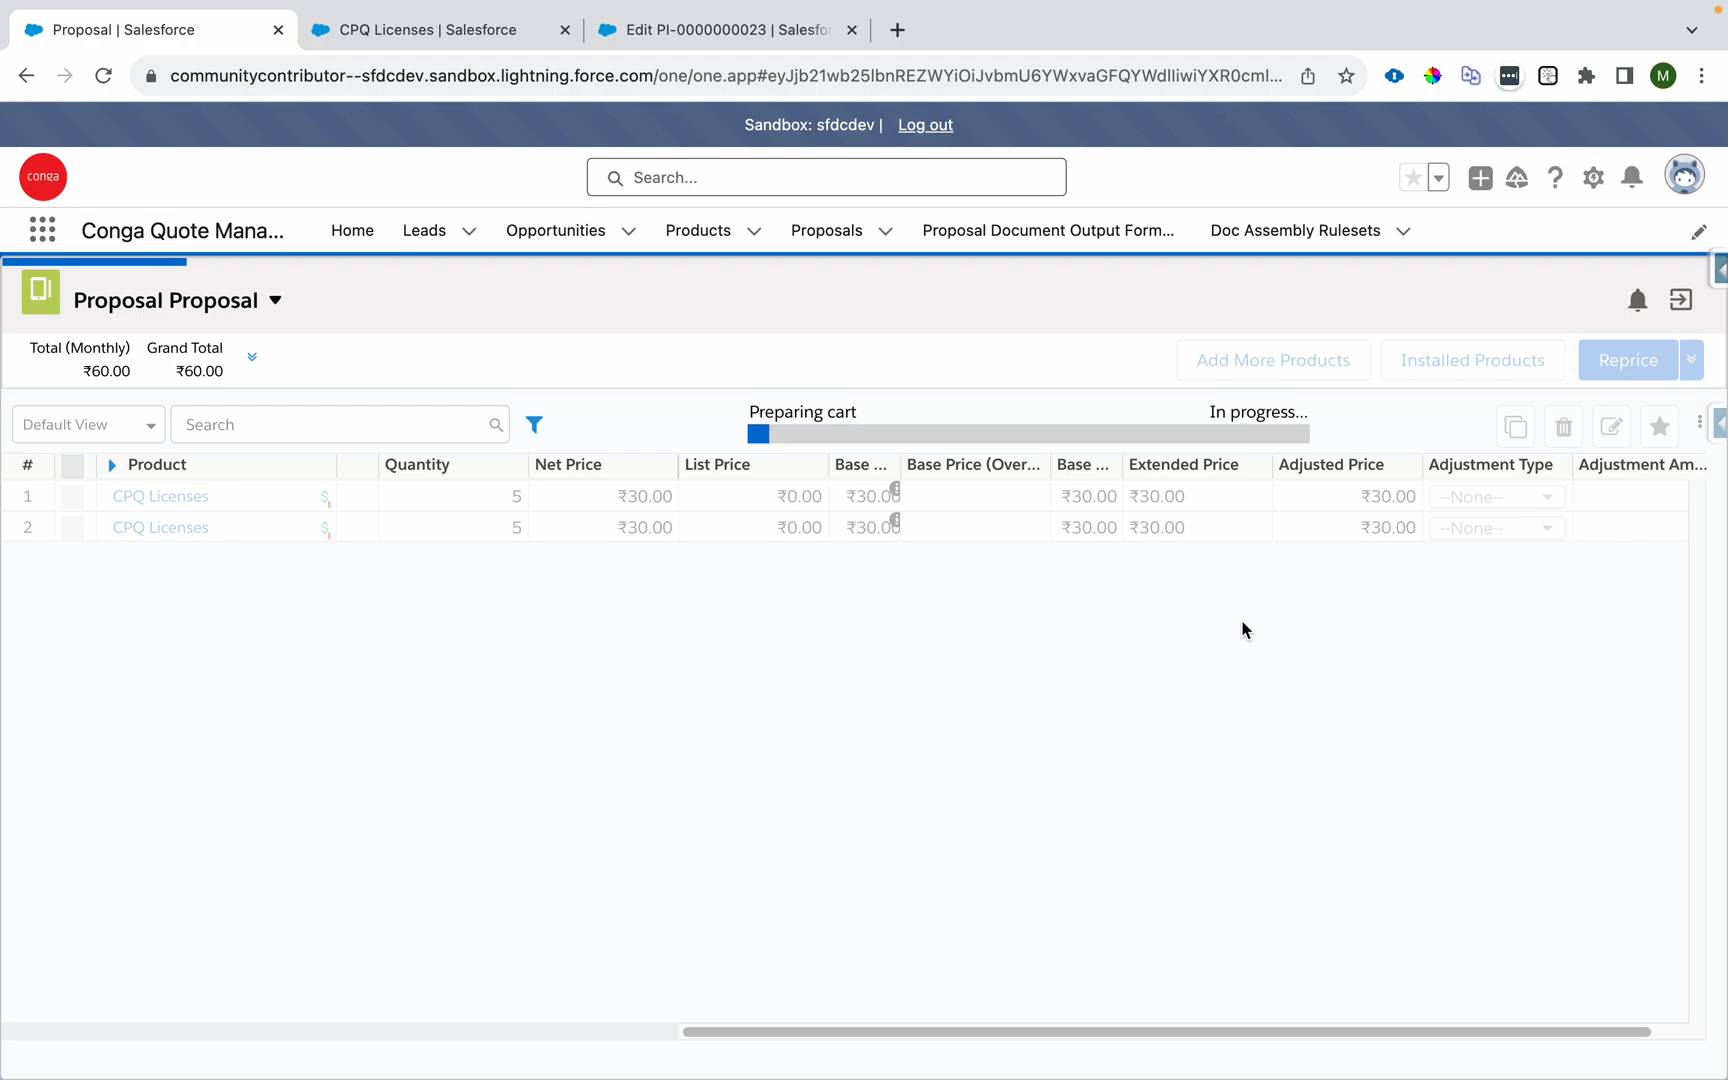 Proposal | Salesforce
CPQ Licenses | Salesforce
Edit PI-0000000023 | Salesfo
communitycontributor--sfdcdev.sandbox.lightning.force.com/one/one.app#eyJjb21wb25lbnREZWYiOiJvbmU6YWxvaGFQYWdlIiwiYXR0cml...
M
Sandbox: sfdcdev |
Log out
conga
Search...
Conga Quote Mana...
Home
Leads
Opportunities
Products
Proposals
Proposal Document Output Form...
Doc Assembly Rulesets
Proposal Proposal
Total (Monthly)
₹60.00
Grand Total
₹60.00
Add More Products
Installed Products
Reprice
Default View
Search
Preparing cart
In progress...
# Product Quantity Net Price List Price Base ... Base Price (Over... Base ... Extended Price Adjusted Price Adjustment Type Adjustment Am...
1 CPQ Licenses $ 5 ₹30.00 ₹0.00 ₹30.00 ₹30.00 ₹30.00 ₹30.00 --None--
2 CPQ Licenses $ 5 ₹30.00 ₹0.00 ₹30.00 ₹30.00 ₹30.00 ₹30.00 --None--